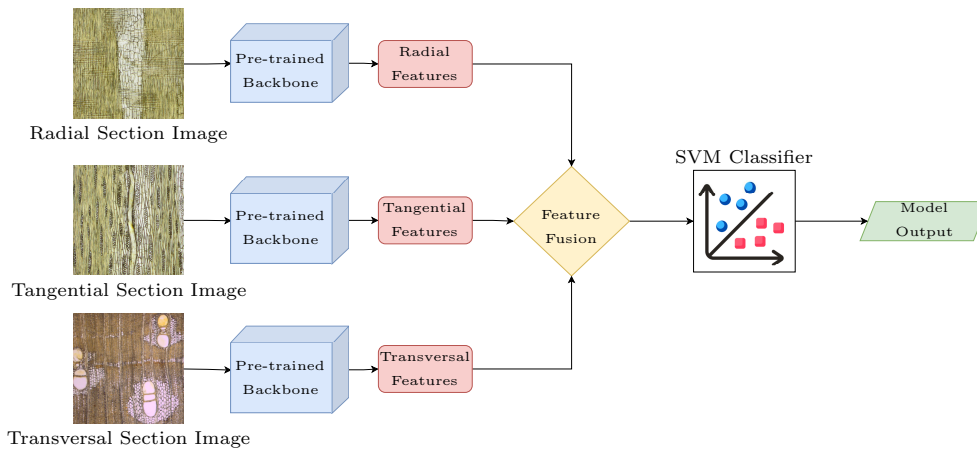 Pre-trained
Backbone
Radial
Features
Radial Section Image
SVM Classifier
Pre-trained
Backbone
Tangential
Features
Feature
Fusion
Model
Output
Tangential Section Image
Pre-trained
Backbone
Transversal
Features
Transversal Section Image